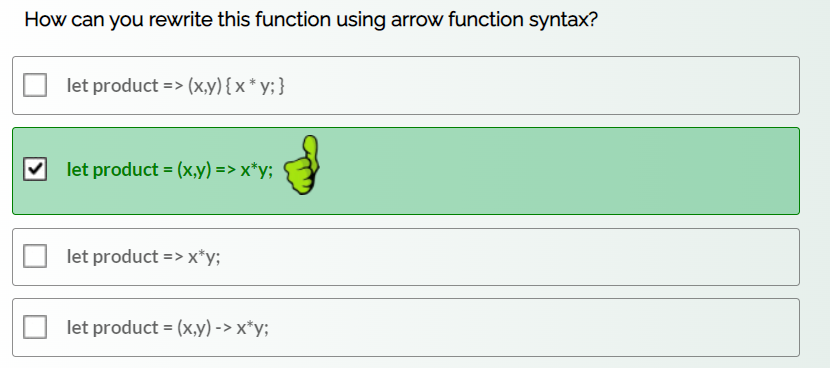 How can you rewrite this function using arrow function syntax?
let product => (x,y) { x * y; }
let product = (x,y) => x*y;
let product => x*y;
let product = (x,y) -> x*y;